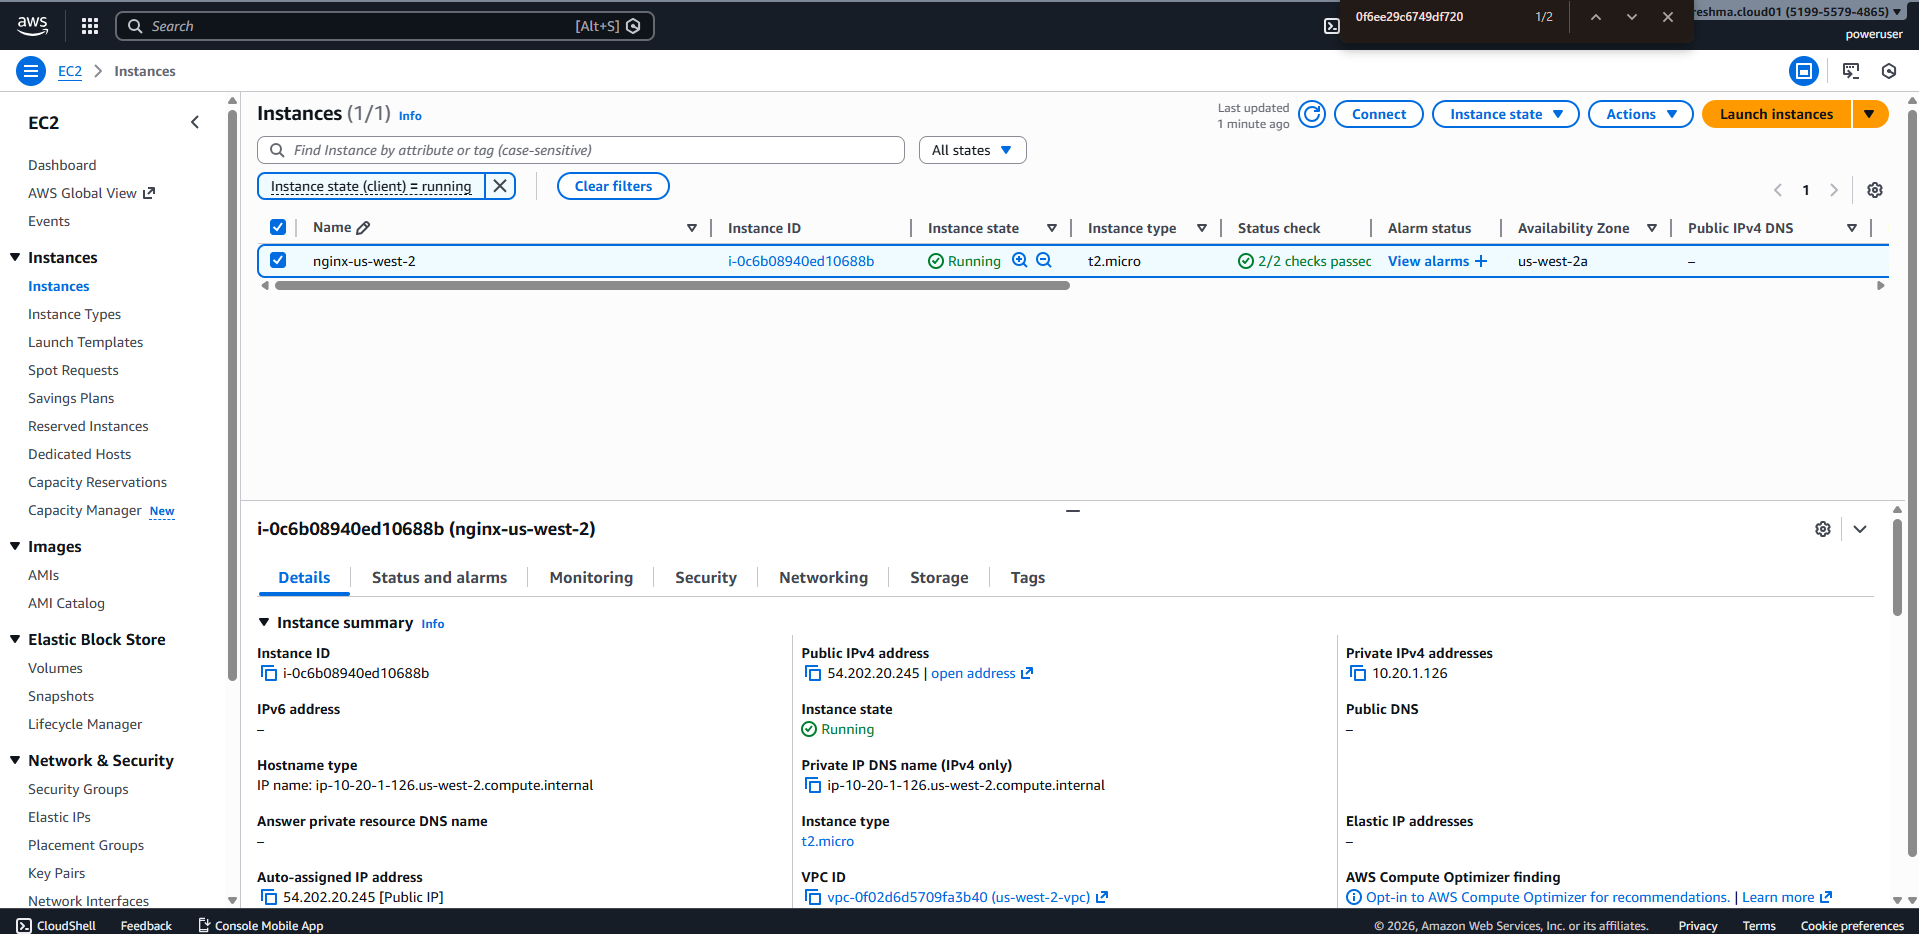 aws
Search
[Alt+S]
0f6ee29c6749df720
1/2
reshma.cloud01 (5199-5579-4865)
poweruser
EC2 Instances
EC2
Dashboard
AWS Global View
Events
Instances
Instances
Instance Types
Launch Templates
Spot Requests
Savings Plans
Reserved Instances
Dedicated Hosts
Capacity Reservations
Capacity Manager New
Images
AMIs
AMI Catalog
Elastic Block Store
Volumes
Snapshots
Lifecycle Manager
Network & Security
Security Groups
Elastic IPs
Placement Groups
Key Pairs
Network Interfaces
Instances (1/1) Info
Last updated
1 minute ago
Connect
Instance state
Actions
Launch instances
Find Instance by attribute or tag (case-sensitive)
All states
Instance state (client) = running
Clear filters
1
Name Instance ID Instance state Instance type Status check Alarm status Availability Zone Public IPv4 DNS
nginx-us-west-2 i-0c6b08940ed10688b Running t2.micro 2/2 checks passec View alarms + us-west-2a –
i-0c6b08940ed10688b (nginx-us-west-2)
Details Status and alarms Monitoring Security Networking Storage Tags
Instance summary Info
Instance ID
i-0c6b08940ed10688b
IPv6 address
–
Hostname type
IP name: ip-10-20-1-126.us-west-2.compute.internal
Answer private resource DNS name
–
Auto-assigned IP address
54.202.20.245 [Public IP]
Public IPv4 address
54.202.20.245 | open address
Instance state
Running
Private IP DNS name (IPv4 only)
ip-10-20-1-126.us-west-2.compute.internal
Instance type
t2.micro
VPC ID
vpc-0f02d6d5709fa3b40 (us-west-2-vpc)
Private IPv4 addresses
10.20.1.126
Public DNS
–
Elastic IP addresses
–
AWS Compute Optimizer finding
Opt-in to AWS Compute Optimizer for recommendations. | Learn more
CloudShell Feedback Console Mobile App
© 2026, Amazon Web Services, Inc. or its affiliates. Privacy Terms Cookie preferences